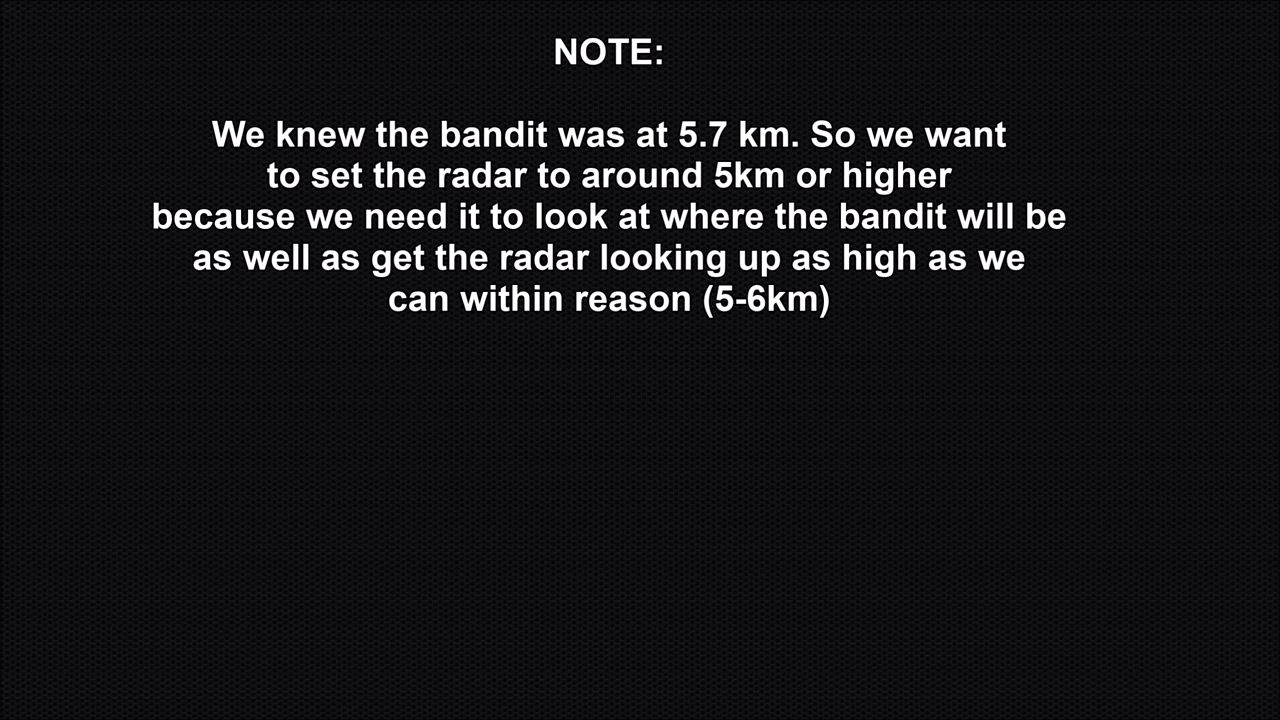 NOTE:
We knew the bandit was at 5.7 km. So we want
to set the radar to around 5km or higher
because we need it to look at where the bandit will be
as well as get the radar looking up as high as we
can within reason (5-6km)